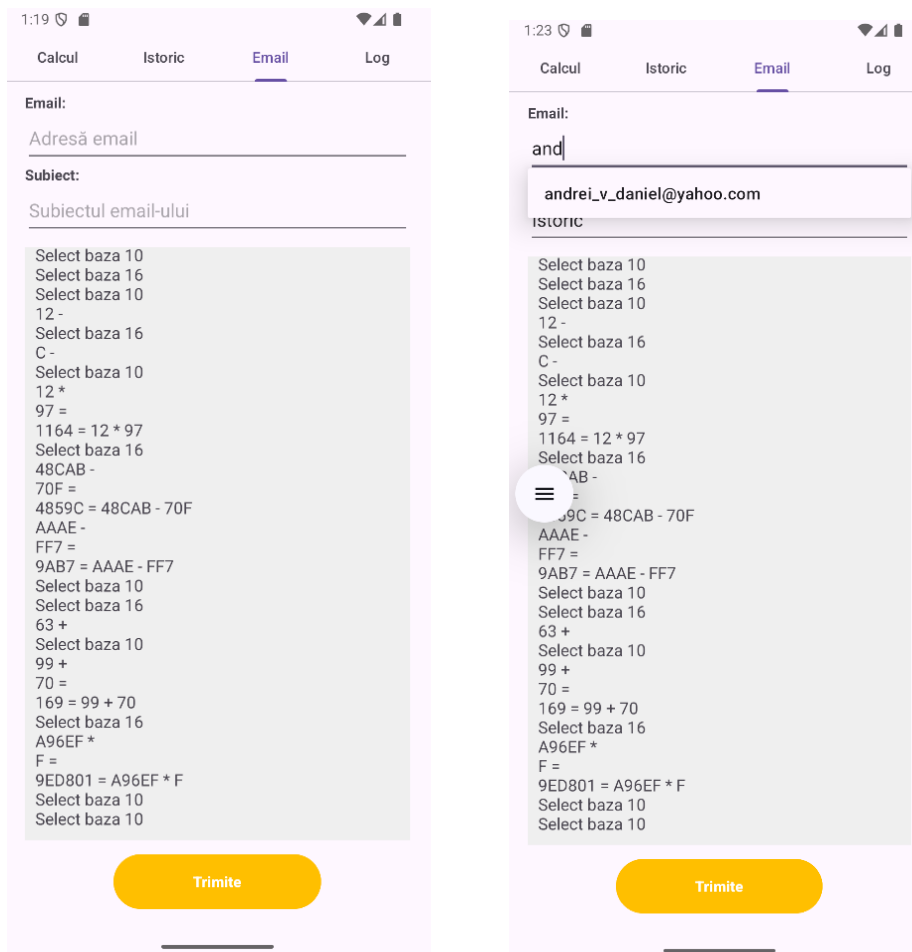 1:19
Calcul Istoric Email Log
Email:
Adresă email
Subiect:
Subiectul email-ului
Select baza 10
Select baza 16
Select baza 10
12 -
Select baza 16
C -
Select baza 10
12 *
97 =
1164 = 12 * 97
Select baza 16
48CAB -
70F =
4859C = 48CAB - 70F
AAAE -
FF7 =
9AB7 = AAAE - FF7
Select baza 10
Select baza 16
63 +
Select baza 10
99 +
70 =
169 = 99 + 70
Select baza 16
A96EF *
F =
9ED801 = A96EF * F
Select baza 10
Select baza 10
Trimite
1:23
Calcul Istoric Email Log
Email:
and
andrei_v_daniel@yahoo.com
Istoric
Select baza 10
Select baza 16
Select baza 10
12 -
Select baza 16
C -
Select baza 10
12 *
97 =
1164 = 12 * 97
Select baza 16
AB -
=
9C = 48CAB - 70F
AAAE -
FF7 =
9AB7 = AAAE - FF7
Select baza 10
Select baza 16
63 +
Select baza 10
99 +
70 =
169 = 99 + 70
Select baza 16
A96EF *
F =
9ED801 = A96EF * F
Select baza 10
Select baza 10
Trimite